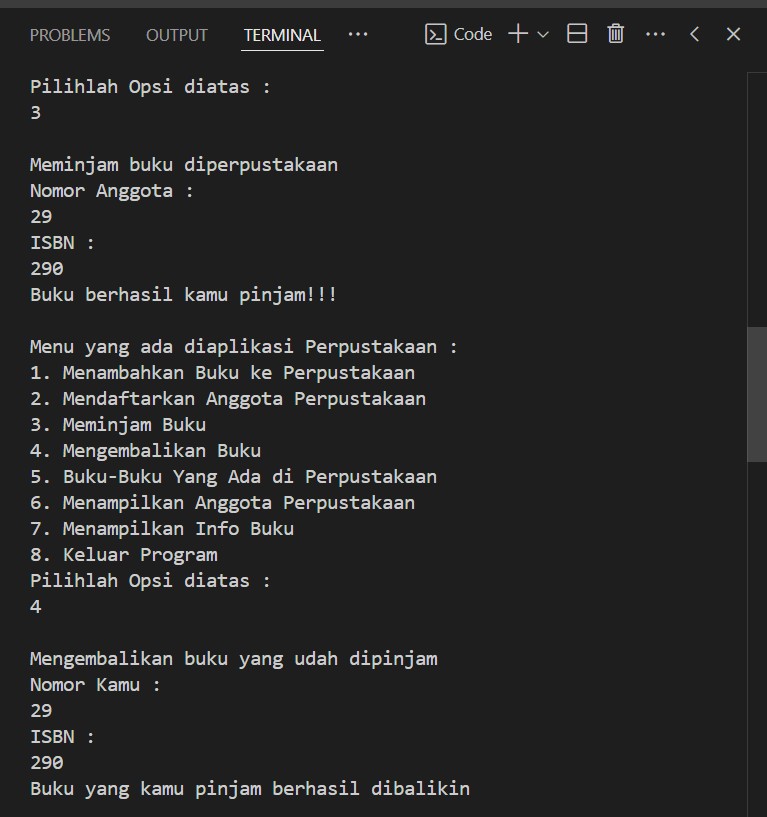 PROBLEMS OUTPUT TERMINAL ··· Code
Pilihlah Opsi diatas :
3
Meminjam buku diperpustakaan
Nomor Anggota :
29
ISBN :
290
Buku berhasil kamu pinjam!!!
Menu yang ada diaplikasi Perpustakaan :
1. Menambahkan Buku ke Perpustakaan
2. Mendaftarkan Anggota Perpustakaan
3. Meminjam Buku
4. Mengembalikan Buku
5. Buku-Buku Yang Ada di Perpustakaan
6. Menampilkan Anggota Perpustakaan
7. Menampilkan Info Buku
8. Keluar Program
Pilihlah Opsi diatas :
4
Mengembalikan buku yang udah dipinjam
Nomor Kamu :
29
ISBN :
290
Buku yang kamu pinjam berhasil dibalikin